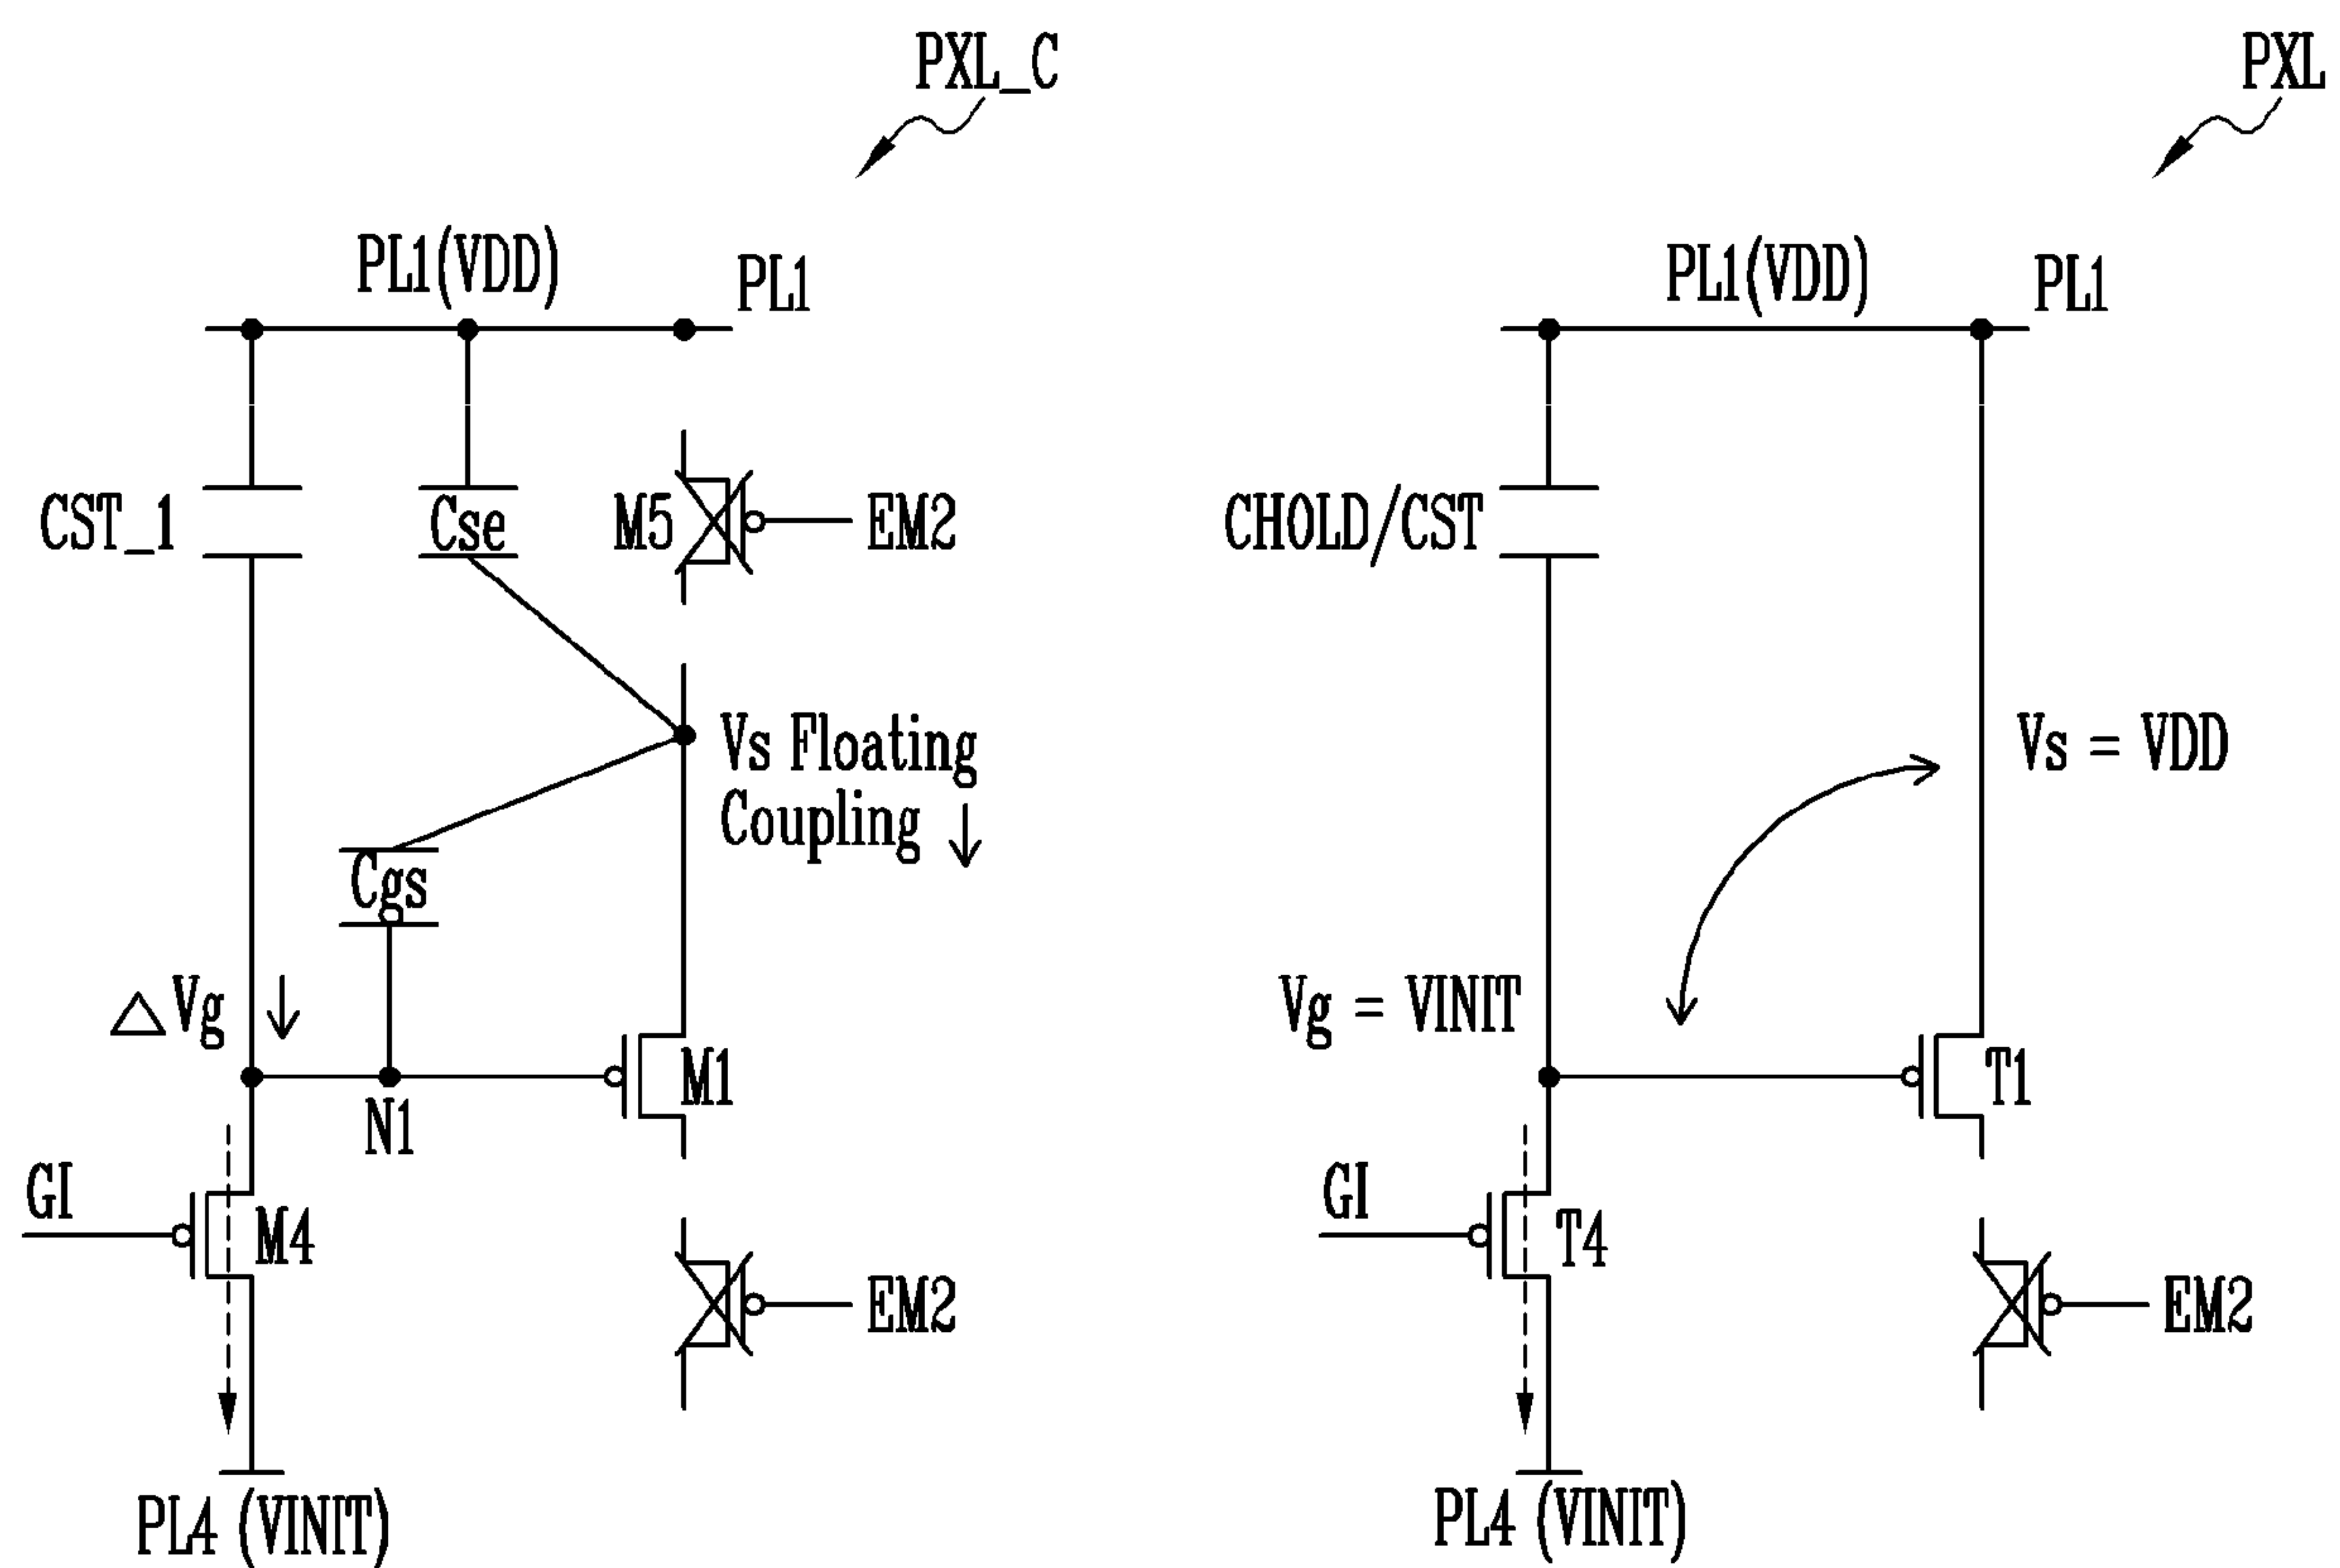 PXL_C
PL1(VDD)
PL1
CST_1
Cse
M5
EM2
Vs Floating
Coupling ↓
Cgs
△Vg ↓
M1
N1
GI
M4
EM2
PL4 (VINIT)
PXL
PL1(VDD)
PL1
CHOLD/CST
Vs = VDD
Vg = VINIT
T1
GI
T4
EM2
PL4 (VINIT)